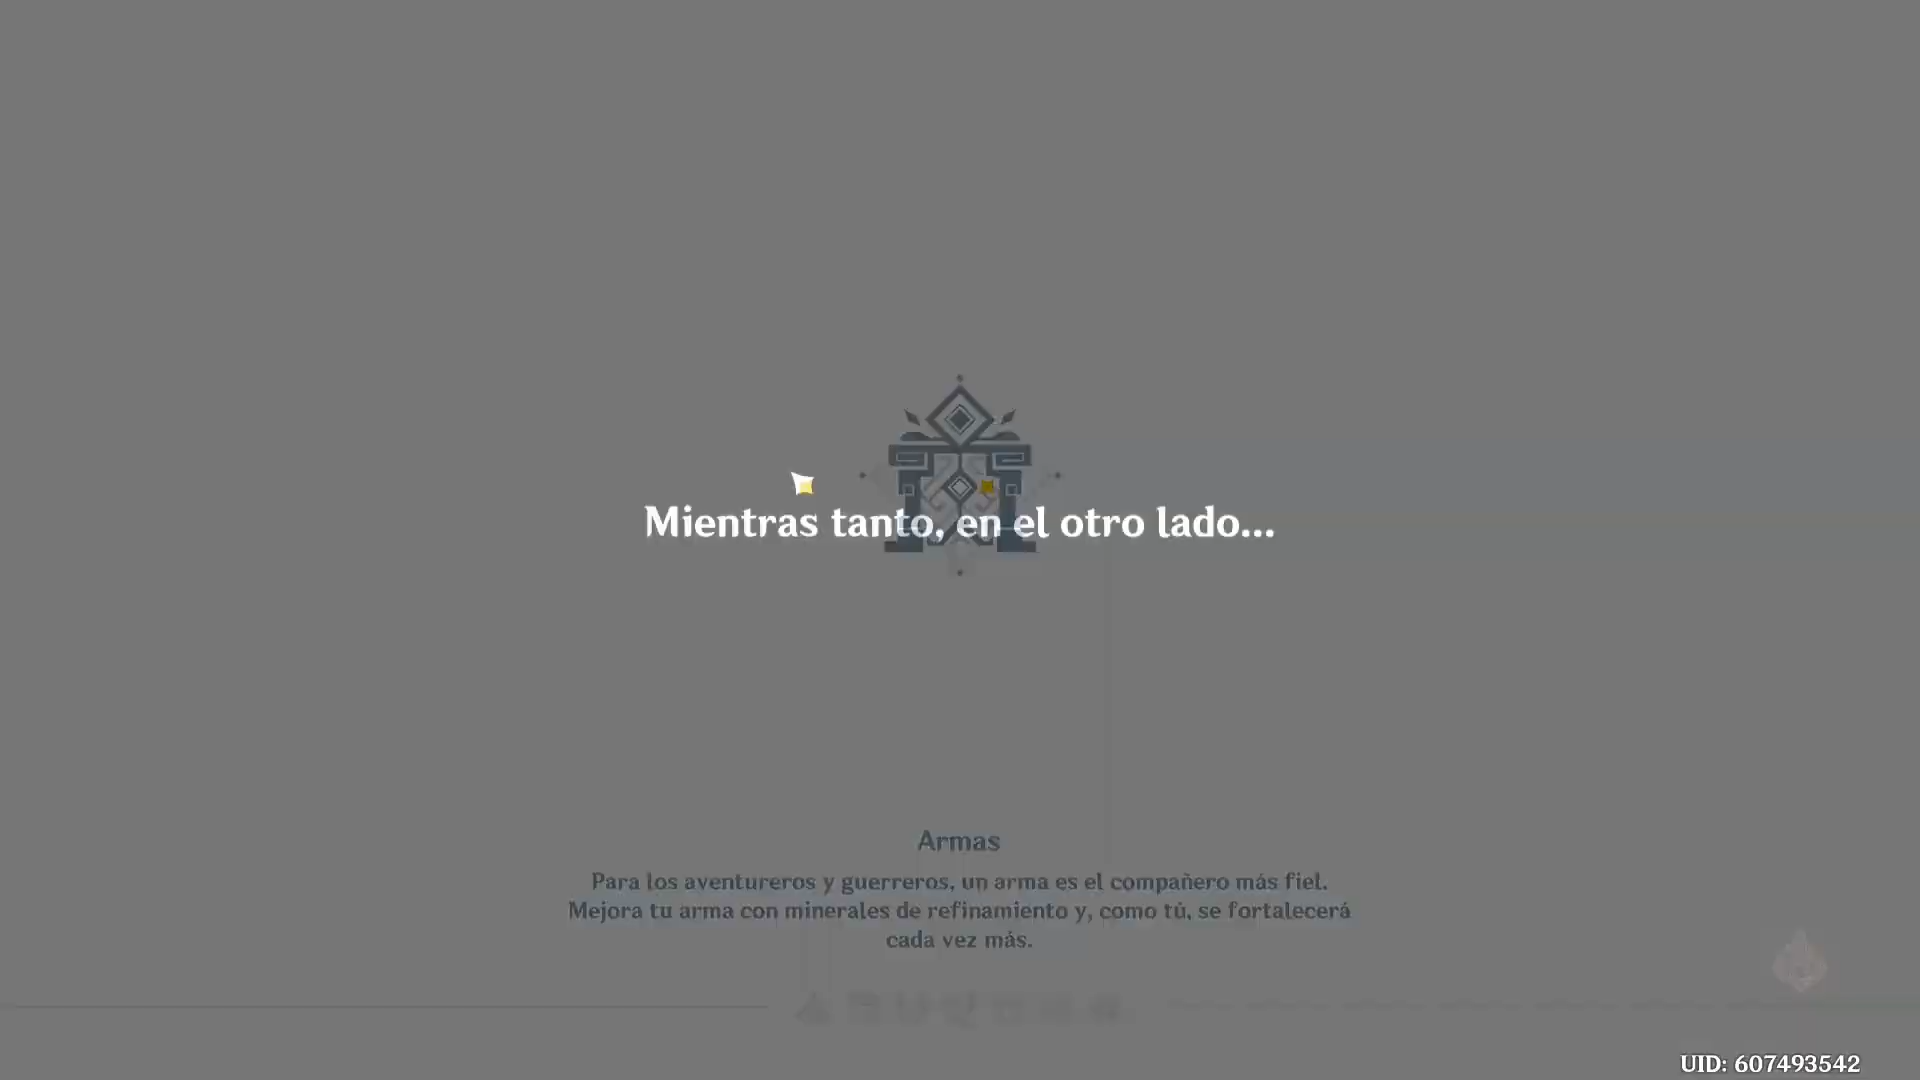 Mientras tanto, en el otro lado...
Armas
Para los aventureros y guerreros, un arma es el compañero más fiel.
Mejora tu arma con minerales de refinamiento y, como tú, se fortalecerá
cada vez más.
UID: 607493542